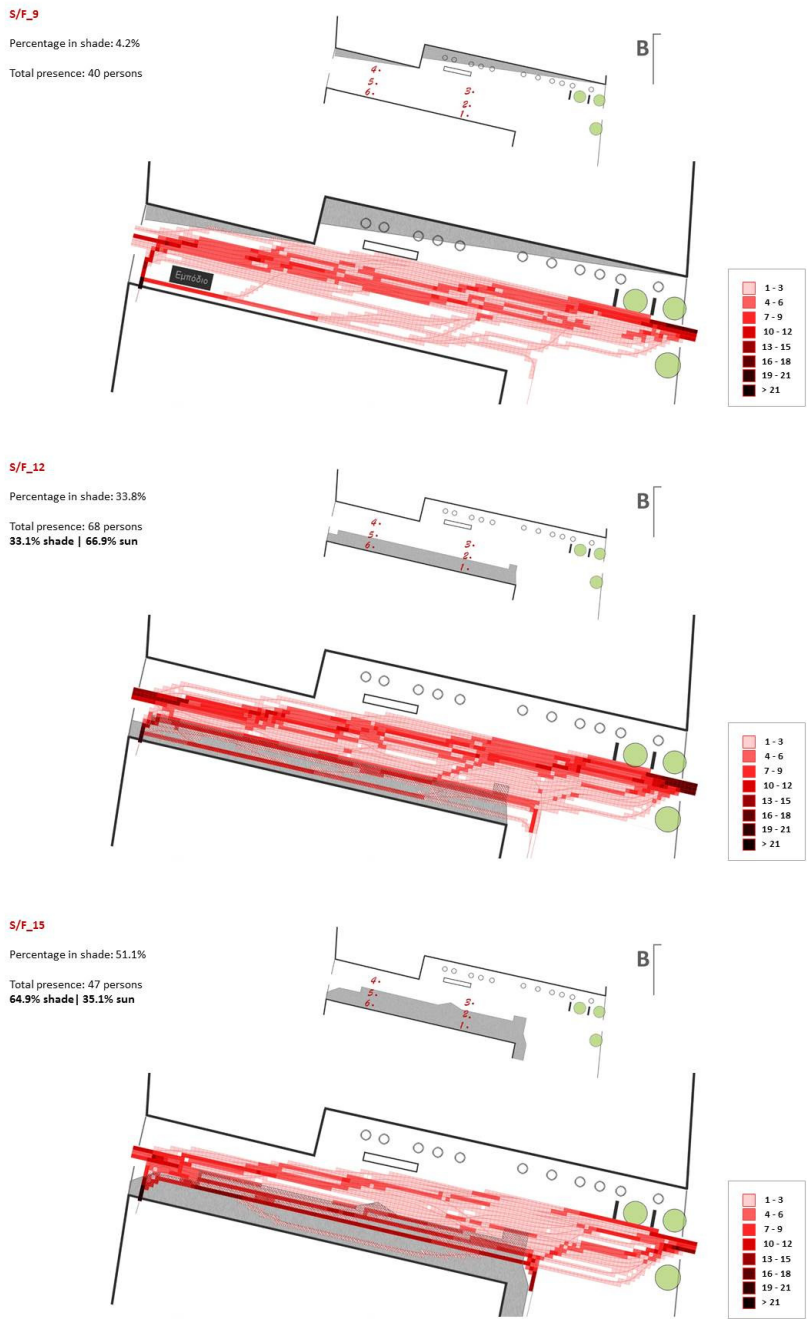 S/F_9
Percentage in shade: 4.2%
B
Total presence: 40 persons
4.
5.
6.
3.
2.
1.
Εμπόδιο
1 - 3
4 - 6
7 - 9
10 - 12
13 - 15
16 - 18
19 - 21
> 21
S/F_12
Percentage in shade: 33.8%
B
Total presence: 68 persons
33.1% shade | 66.9% sun
4.
5.
6.
3.
2.
1.
1 - 3
4 - 6
7 - 9
10 - 12
13 - 15
16 - 18
19 - 21
> 21
S/F_15
Percentage in shade: 51.1%
B
Total presence: 47 persons
64.9% shade| 35.1% sun
4.
5.
6.
3.
2.
1.
1 - 3
4 - 6
7 - 9
10 - 12
13 - 15
16 - 18
19 - 21
> 21